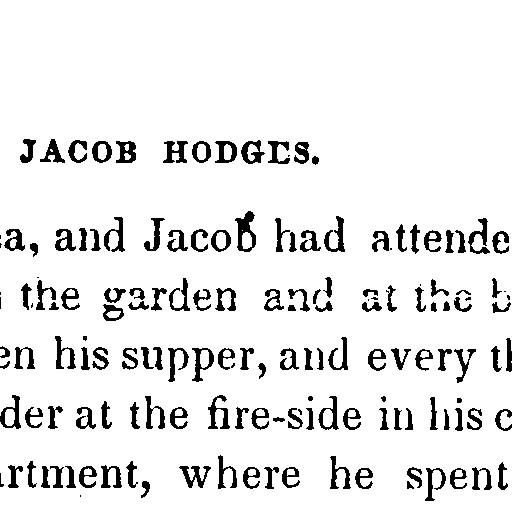 JACOB HODGES.
ea, and Jacob had attende
the garden and at the b
en his supper, and every th
der at the fire-side in his c
artment, where he spent